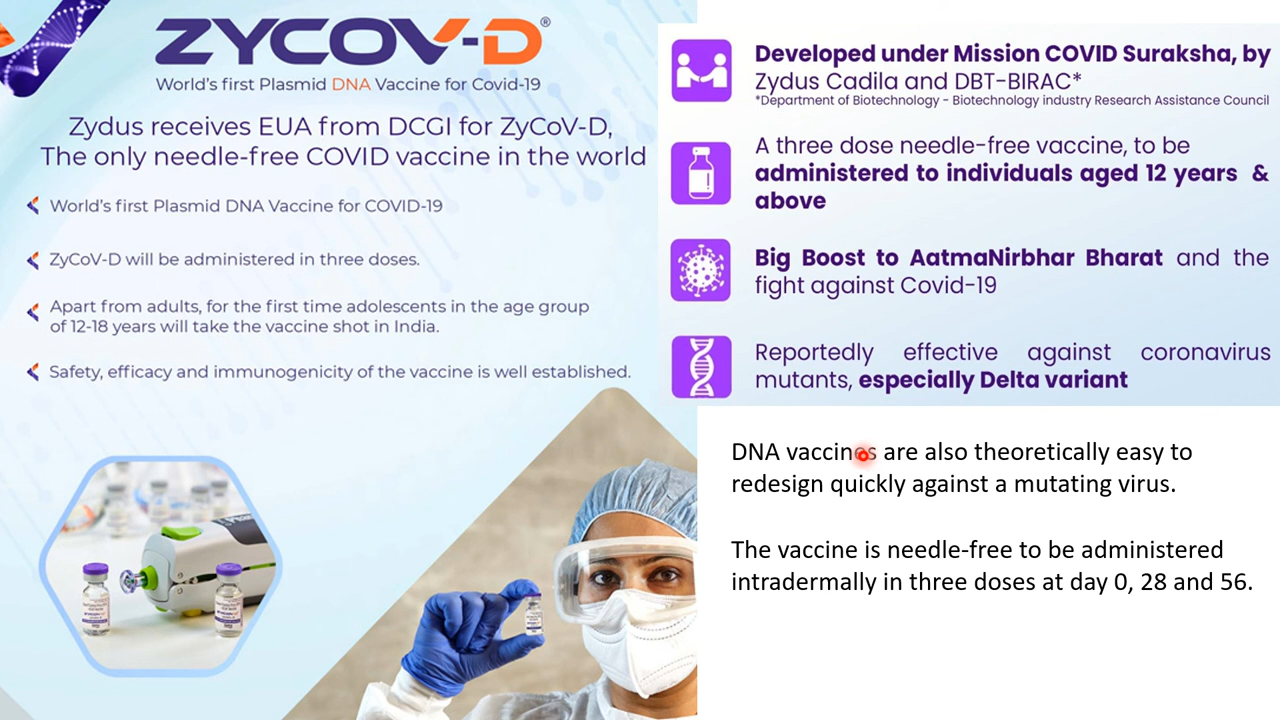 ZYCOV-D®
World's first Plasmid DNA Vaccine for Covid-19
Zydus receives EUA from DCGI for ZyCoV-D,
The only needle-free COVID vaccine in the world
World's first Plasmid DNA Vaccine for COVID-19
ZyCoV-D will be administered in three doses.
Apart from adults, for the first time adolescents in the age group
of 12-18 years will take the vaccine shot in India.
Safety, efficacy and immunogenicity of the vaccine is well established.
Developed under Mission COVID Suraksha, by
Zydus Cadila and DBT-BIRAC*
*Department of Biotechnology - Biotechnology industry Research Assistance Council
A three dose needle-free vaccine, to be
administered to individuals aged 12 years &
above
Big Boost to AatmaNirbhar Bharat and the
fight against Covid-19
Reportedly effective against coronavirus
mutants, especially Delta variant
DNA vaccines are also theoretically easy to
redesign quickly against a mutating virus.
The vaccine is needle-free to be administered
intradermally in three doses at day 0, 28 and 56.